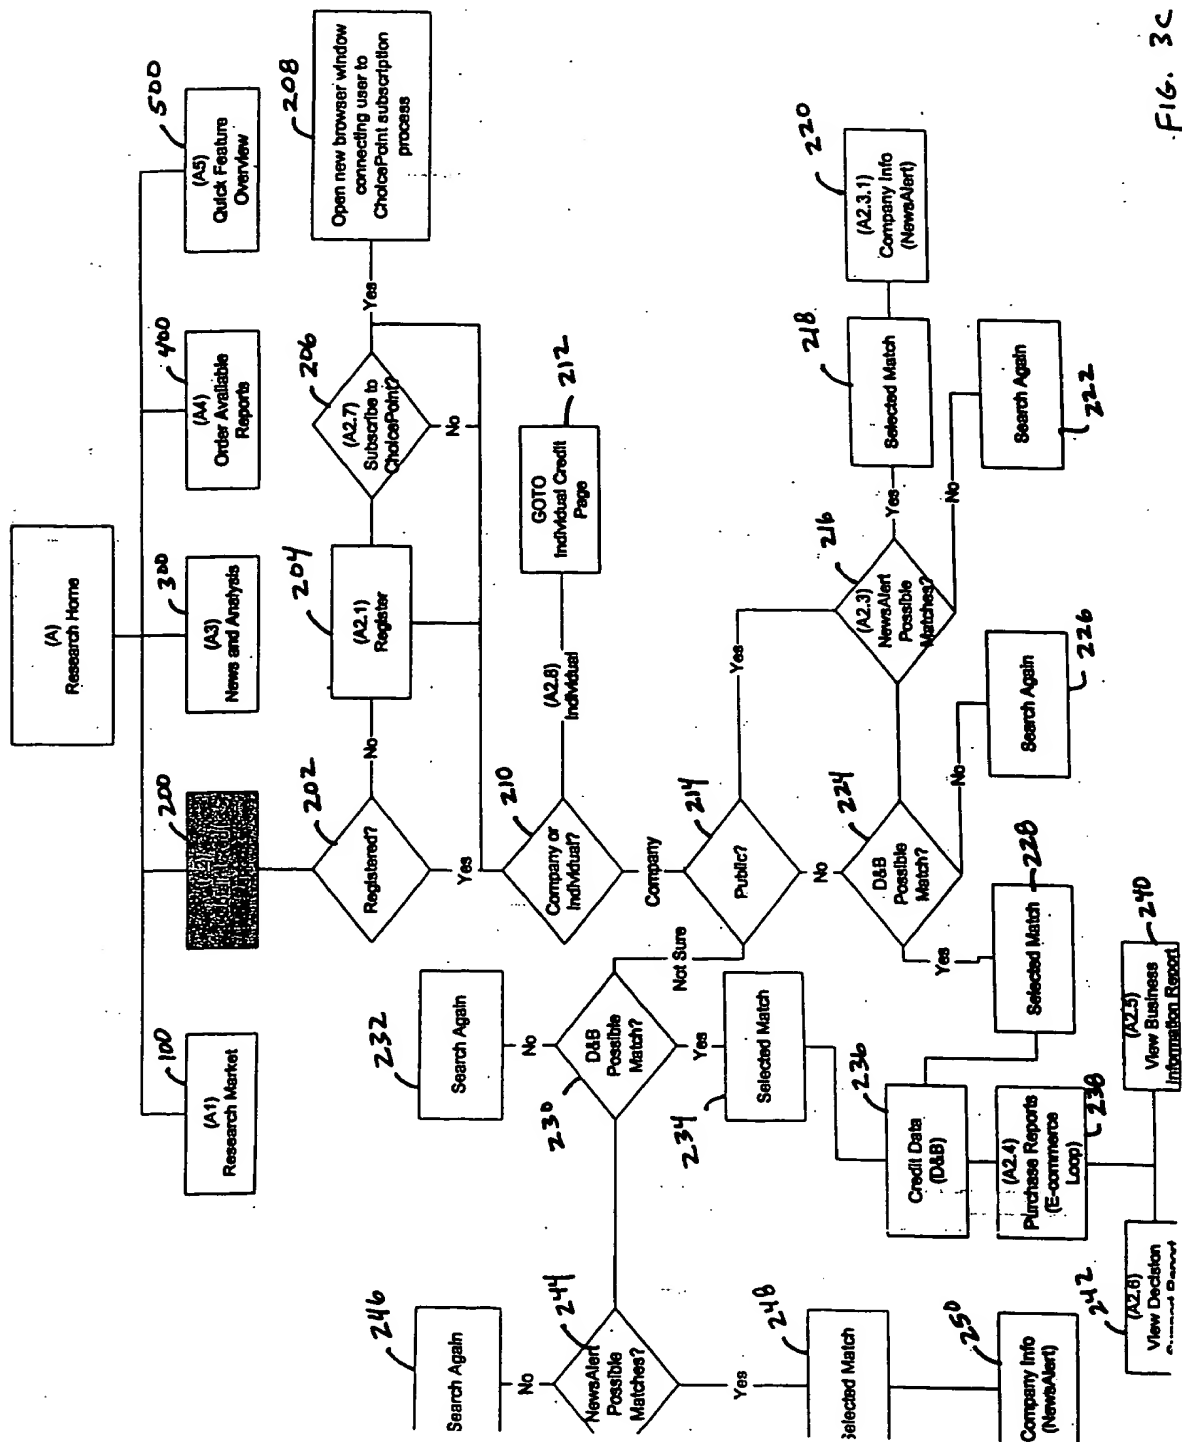 (A)
Research Home
100
(A1)
Research Market
200
300
(A3)
News and Analysis
400
(A4)
Order Available
Reports
500
(A5)
Quick Feature
Overview
202
Registered?
No
Yes
204
(A2.1)
Register
206
(A2.7)
Subscribe to
ChoicePoint?
Yes
No
208
Open new browser window
connecting user to
ChoicePoint subscription
process
210
Company or
Individual?
(A2.8)
Individual
212
GOTO
Individual Credit
Page
Company
214
Public?
Not Sure
No
Yes
216
(A2.3)
NewsAlert
Possible
Matches?
Yes
No
218
Selected Match
220
(A2.3.1)
Company Info
(NewsAlert)
Search Again
222
224
D&B
Possible
Match?
No
Yes
Search Again
226
228
Selected Match
230
D&B
Possible
Match?
No
Yes
232
Search Again
234
Selected Match
236
Credit Data
(D&B)
(A2.4)
Purchase Reports
(E-commerce
Loop)
238
240
(A2.5)
View Business
Information Report
242
(A2.6)
View Decision
Support Report
244
NewsAlert
Possible
Matches?
No
Yes
246
Search Again
248
Selected Match
250
Company Info
(NewsAlert)
FIG. 3C